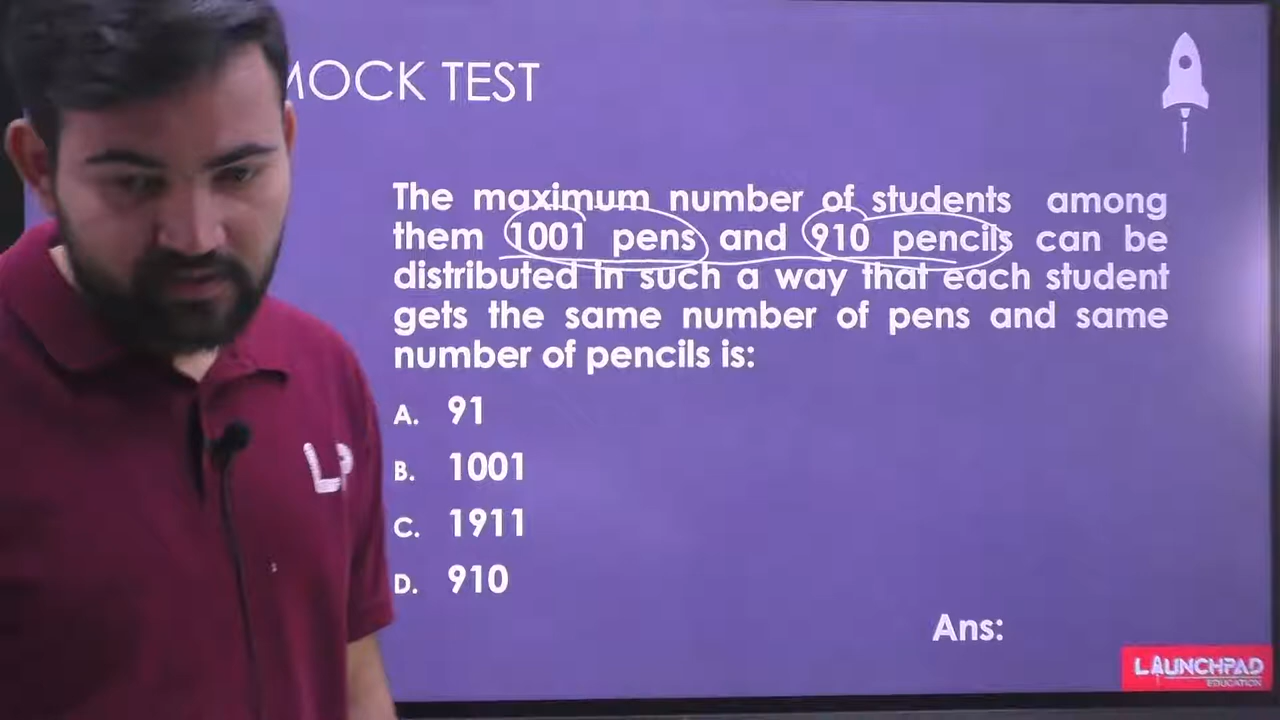 MOCK TEST
The maximum number of students among
them 1001 pens and 910 pencils can be
distributed in such a way that each student
gets the same number of pens and same
number of pencils is:
A. 91
B. 1001
C. 1911
D. 910
Ans:
LP
LAUNCHPAD
EDUCATION